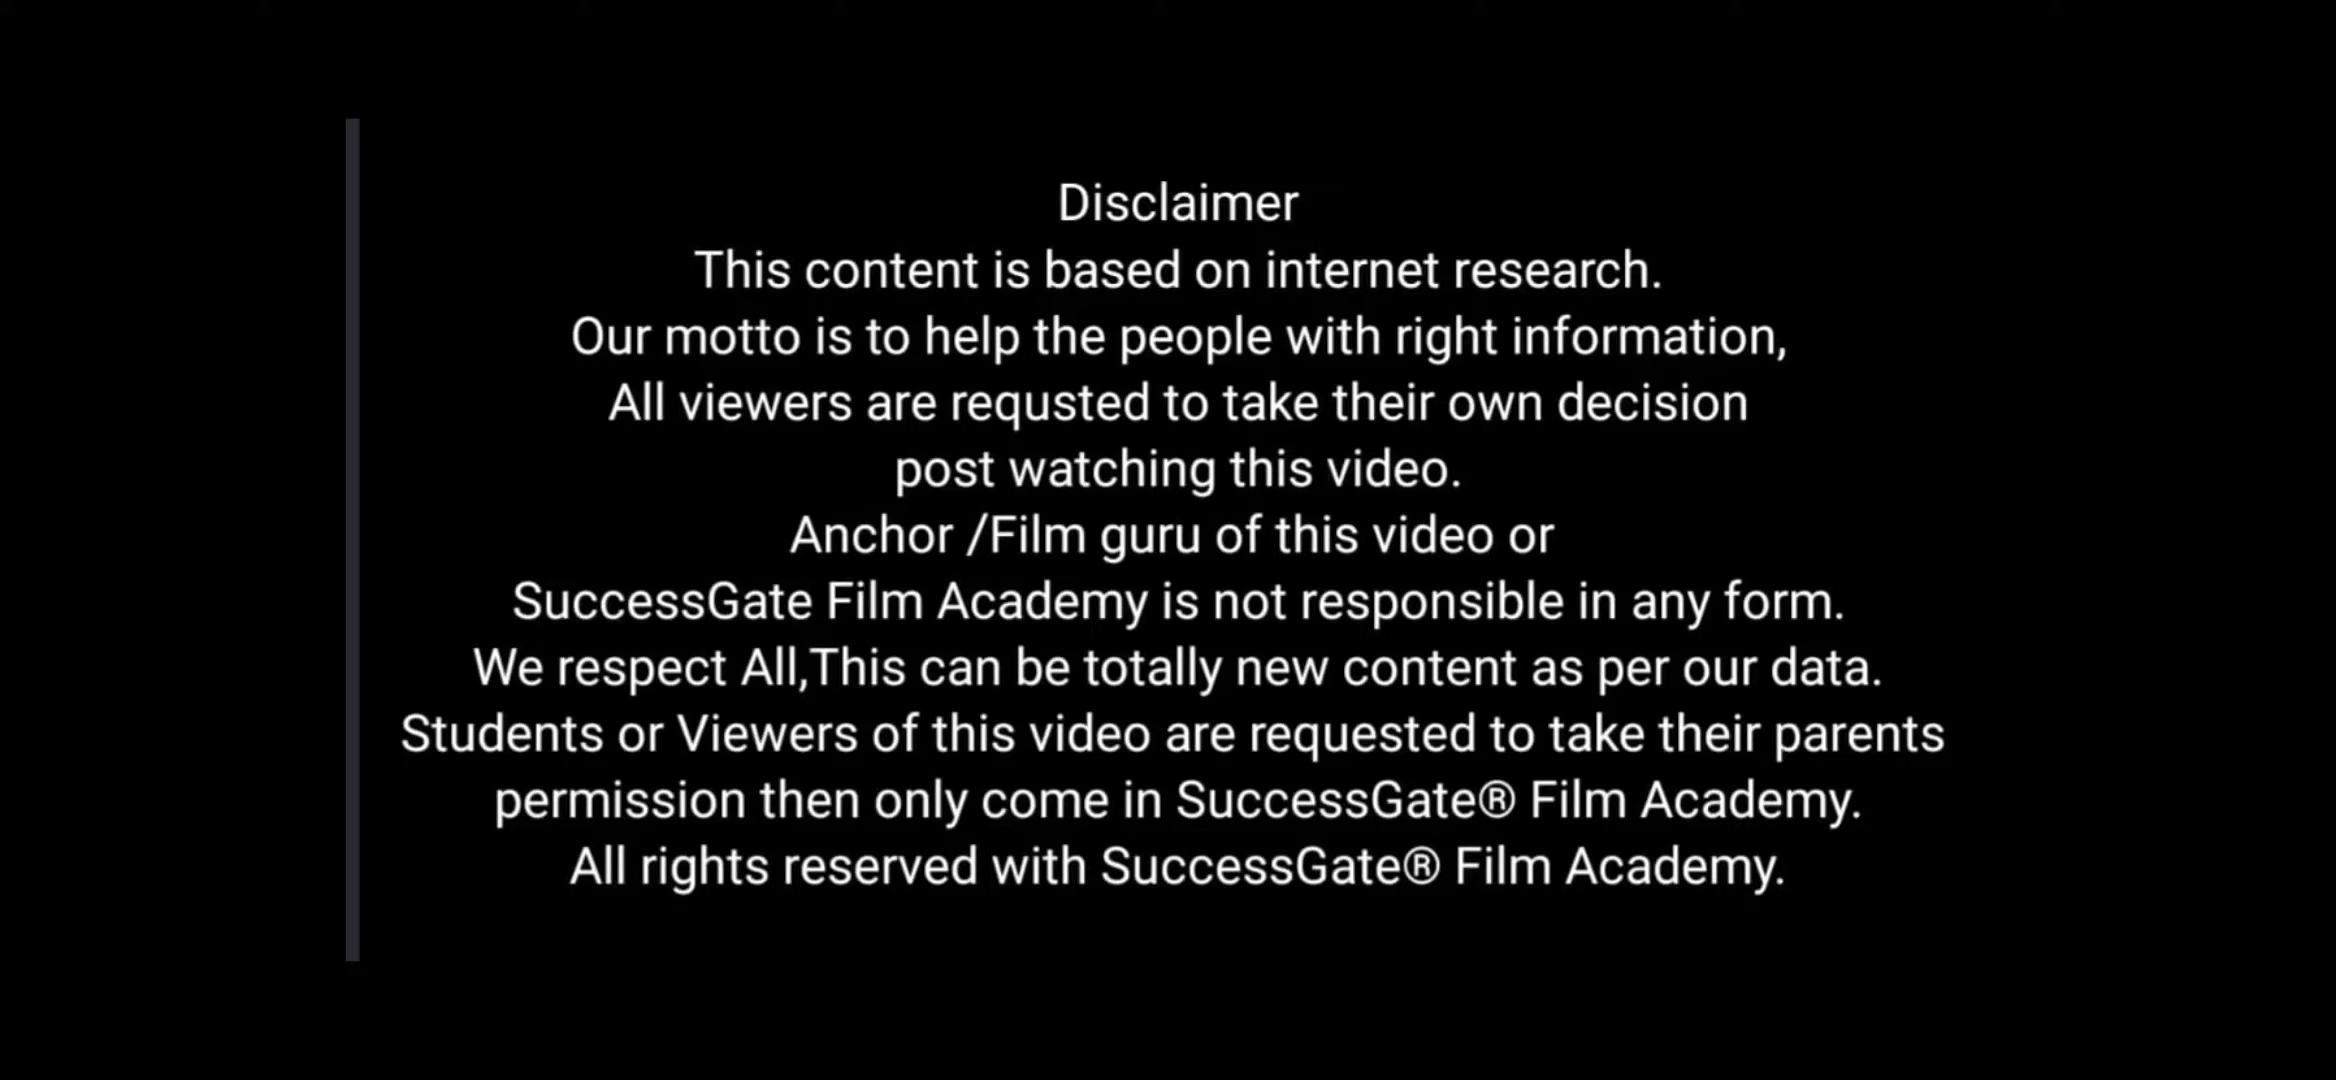 Disclaimer
This content is based on internet research.
Our motto is to help the people with right information,
All viewers are requsted to take their own decision
post watching this video.
Anchor /Film guru of this video or
SuccessGate Film Academy is not responsible in any form.
We respect All,This can be totally new content as per our data.
Students or Viewers of this video are requested to take their parents
permission then only come in SuccessGate® Film Academy.
All rights reserved with SuccessGate® Film Academy.